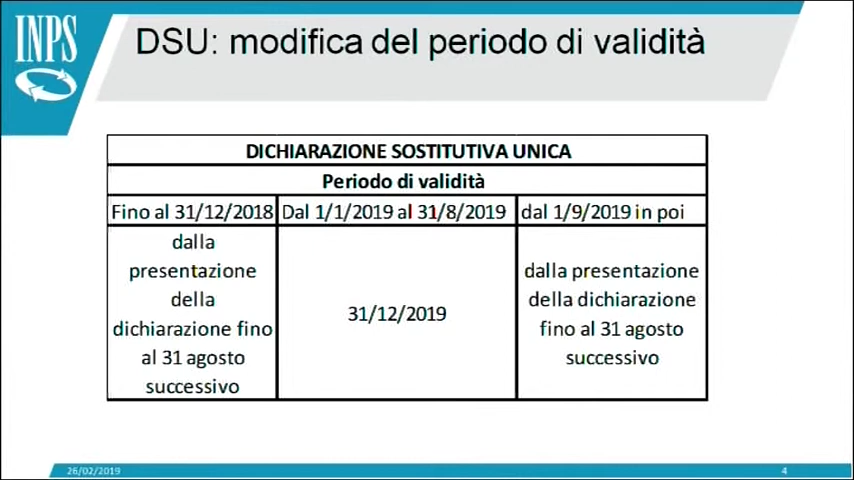 INPS
DSU: modifica del periodo di validità
DICHIARAZIONE SOSTITUTIVA UNICA
Periodo di validità
Fino al 31/12/2018
Dal 1/1/2019 al 31/8/2019
dal 1/9/2019 in poi
dalla
presentazione
della
dichiarazione fino
al 31 agosto
successivo
31/12/2019
dalla presentazione
della dichiarazione
fino al 31 agosto
successivo
26/02/2019
4